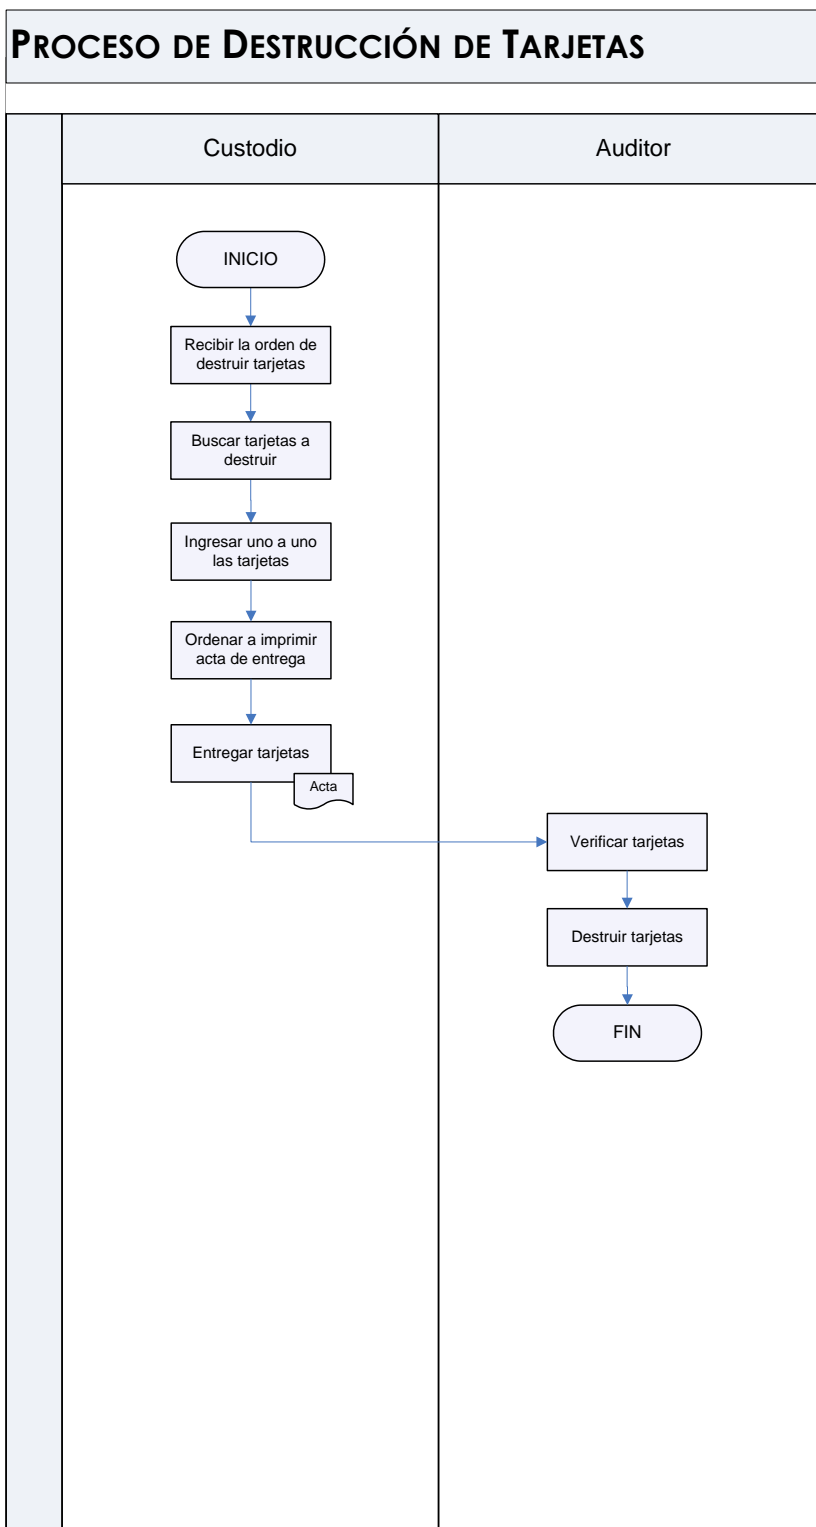 PROCESO DE DESTRUCCIÓN DE TARJETAS
Custodio
Auditor
INICIO
Recibir la orden de
destruir tarjetas
Buscar tarjetas a
destruir
Ingresar uno a uno
las tarjetas
Ordenar a imprimir
acta de entrega
Entregar tarjetas
Acta
Verificar tarjetas
Destruir tarjetas
FIN